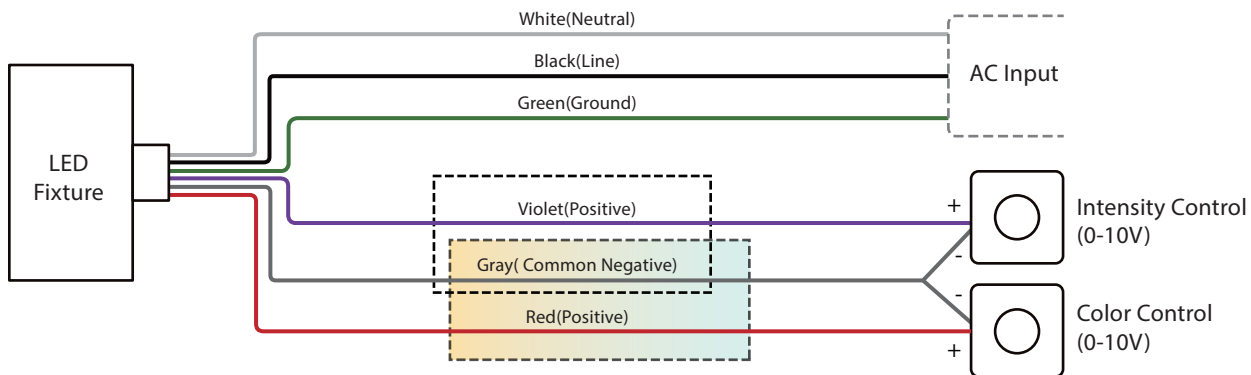 White(Neutral)
Black(Line)
AC Input
Green(Ground)
LED
Fixture
Violet(Positive)
+
Intensity Control
(0-10V)
-
Gray( Common Negative)
-
Red(Positive)
Color Control
(0-10V)
+